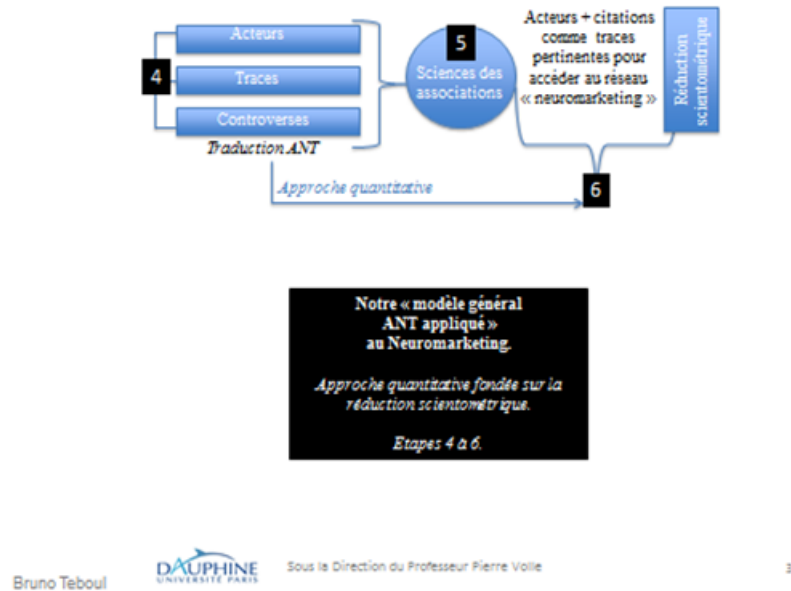 Acteurs
4
Traces
Controverses
Traduction ANT
5
Sciences des
associations
Acteurs + citations
comme traces
pertinentes pour
accéder au réseau
« neuromarketing »
Réduction
scientométrique
Approche quantitative
6
Notre « modèle général
ANT appliqué »
au Neuromarketing.
Approche quantitative fondée sur la
réduction scientométrique.
Etapes 4 à 6.
Bruno Teboul
DAUPHINE
UNIVERSITÉ PARIS
Sous la Direction du Professeur Pierre Volle